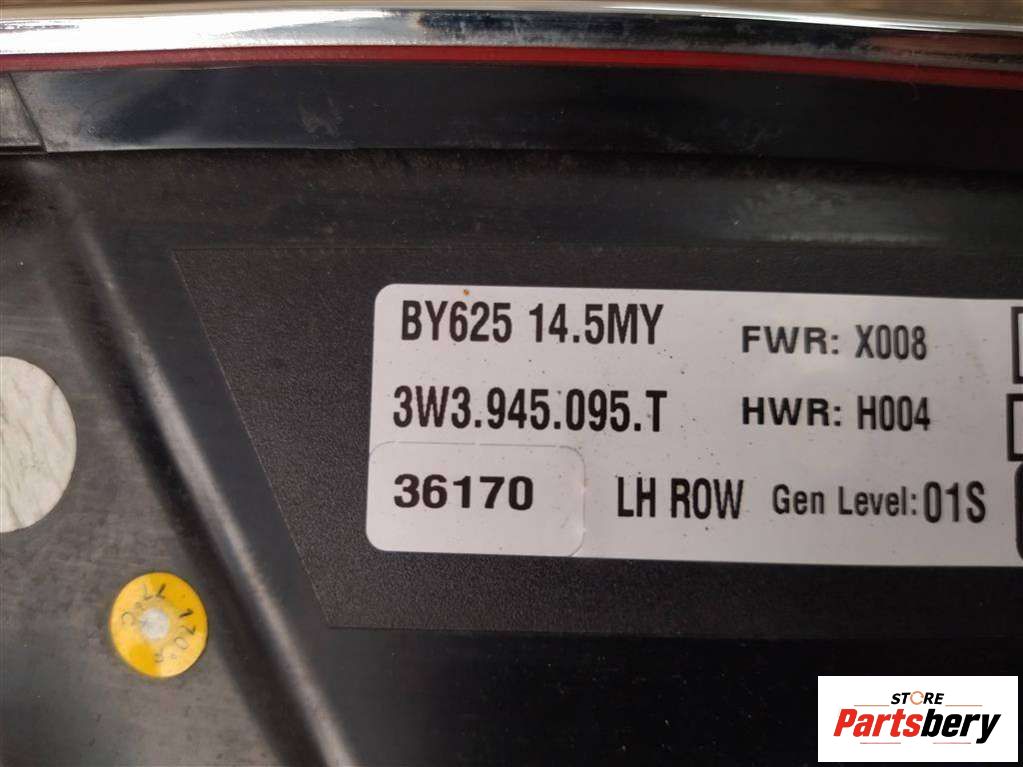 BY625 14.5MY FWR: X008
3W3.945.095.T HWR: H004
36170 LH ROW Gen Level: 01S
STORE
Partsbery